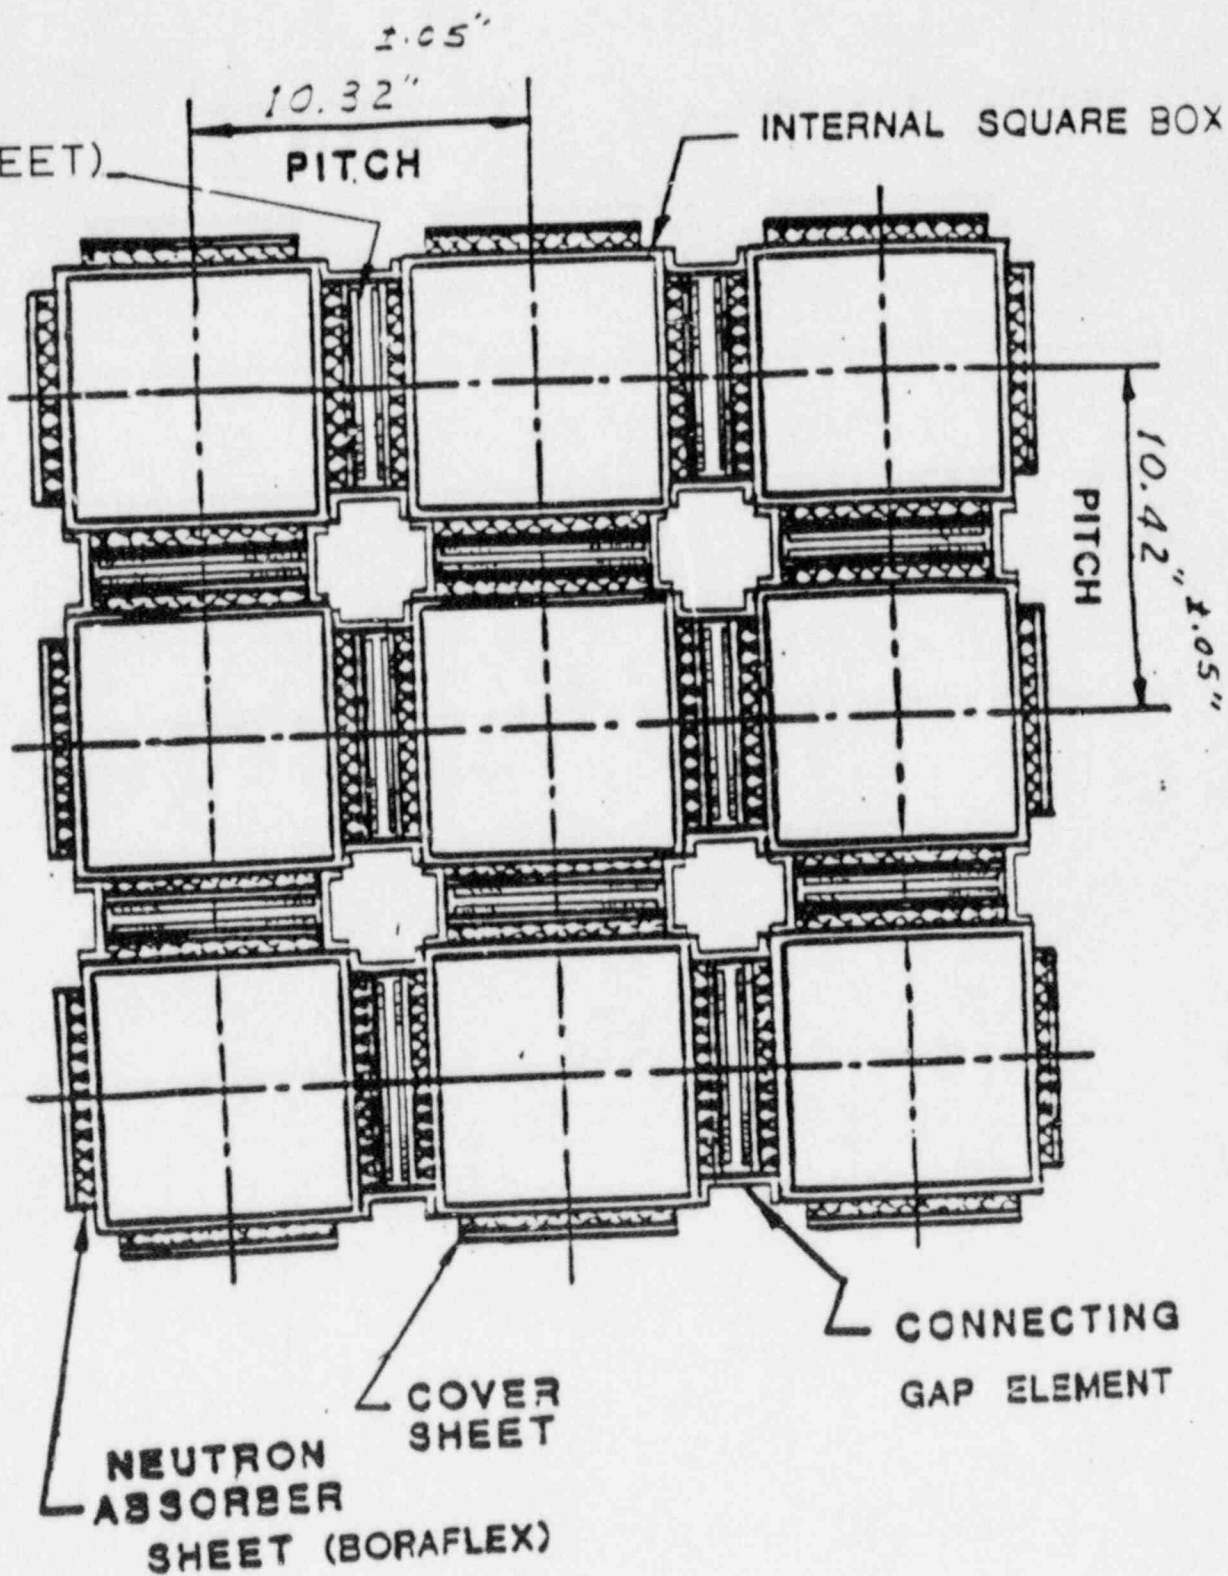 ±.05"
10.32"
PITCH
EET)
INTERNAL SQUARE BOX
10.42" ±.05"
PITCH
CONNECTING
GAP ELEMENT
COVER
SHEET
NEUTRON
ABSORBER
SHEET (BORAFLEX)